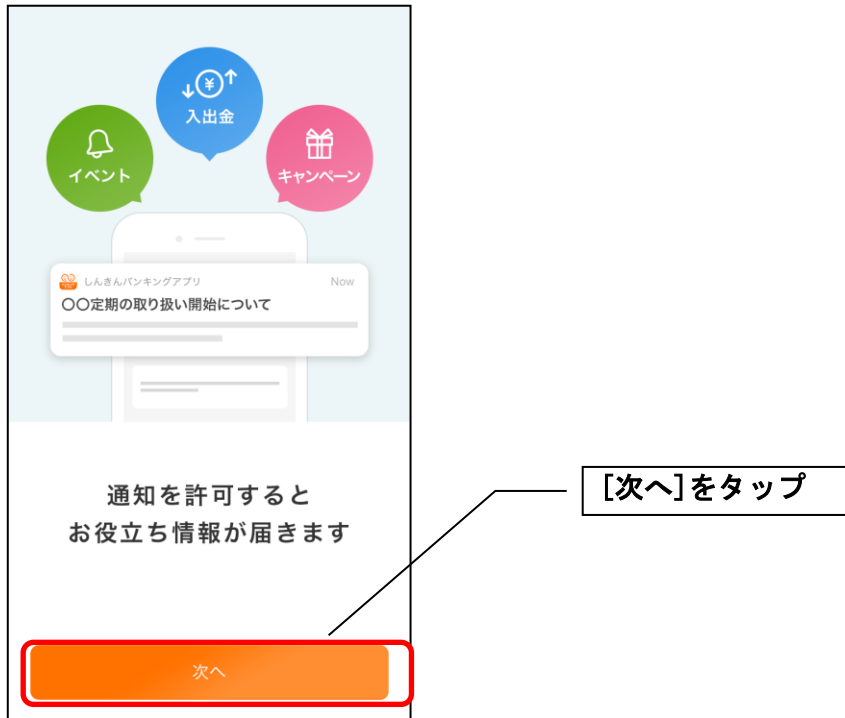 入出金
イベント
キャンペーン
しんきんバンキングアプリ Now
〇〇定期の取り扱い開始について
通知を許可すると
お役立ち情報が届きます
[次へ]をタップ
次へ